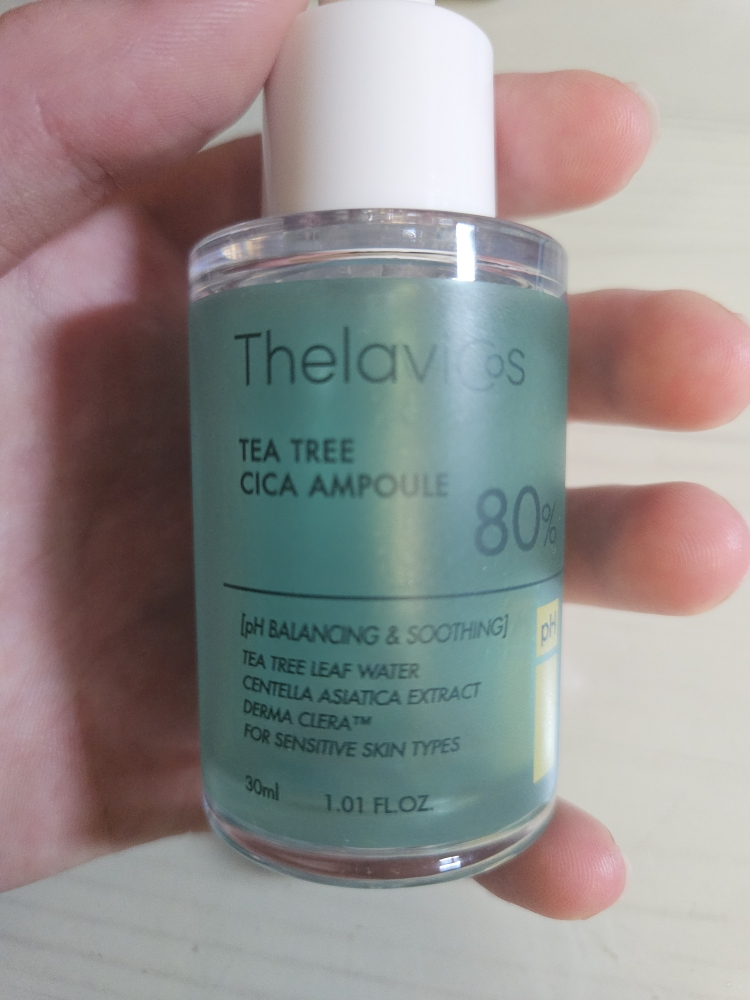 ThelaviCos
TEA TREE
CICA AMPOULE
80%
[pH BALANCING & SOOTHING]
TEA TREE LEAF WATER
CENTELLA ASIATICA EXTRACT
DERMA CLERA™
FOR SENSITIVE SKIN TYPES
pH
30ml 1.01 FL.OZ.